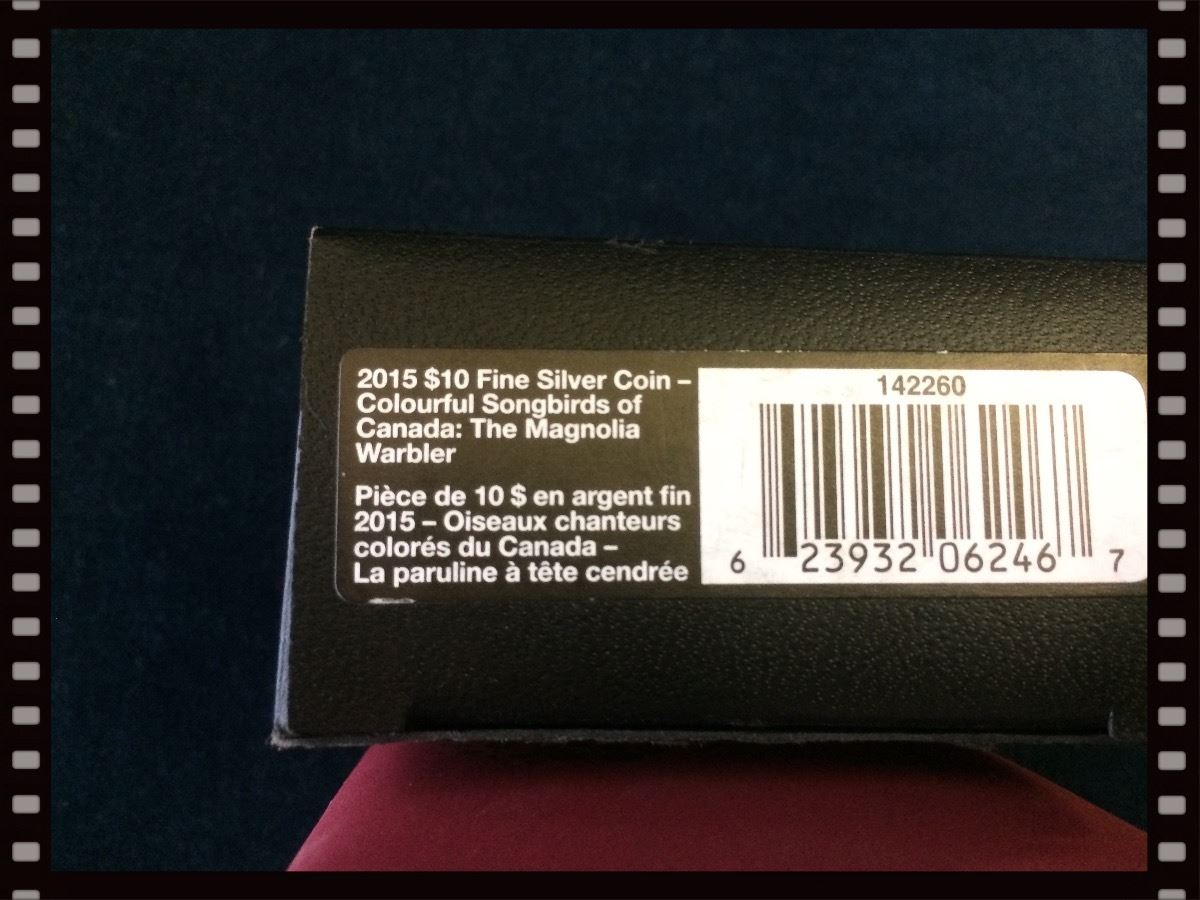 2015 $10 Fine Silver Coin –
Colourful Songbirds of
Canada: The Magnolia
Warbler
Pièce de 10 $ en argent fin
2015 – Oiseaux chanteurs
colorés du Canada –
La paruline à tête cendrée
142260
6 23932 06246 7